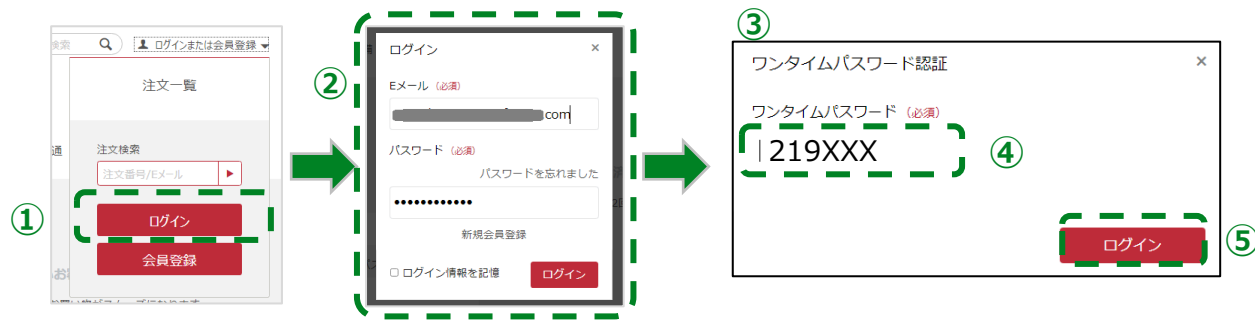 検索
ログインまたは会員登録
注文一覧
通
注文検索
注文番号/Eメール
①
ログイン
会員登録
②
ログイン ×
Eメール (必須)
com
パスワード (必須)
パスワードを忘れました
••••••••••••
新規会員登録
ログイン情報を記憶
ログイン
③
ワンタイムパスワード認証 ×
ワンタイムパスワード (必須)
219XXX
④
ログイン
⑤